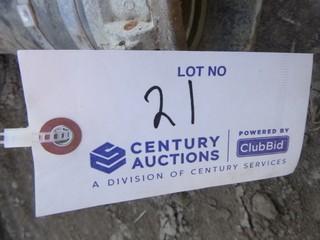 LOT NO
21
CENTURY
AUCTIONS
POWERED BY
ClubBid
A DIVISION OF CENTURY SERVICES